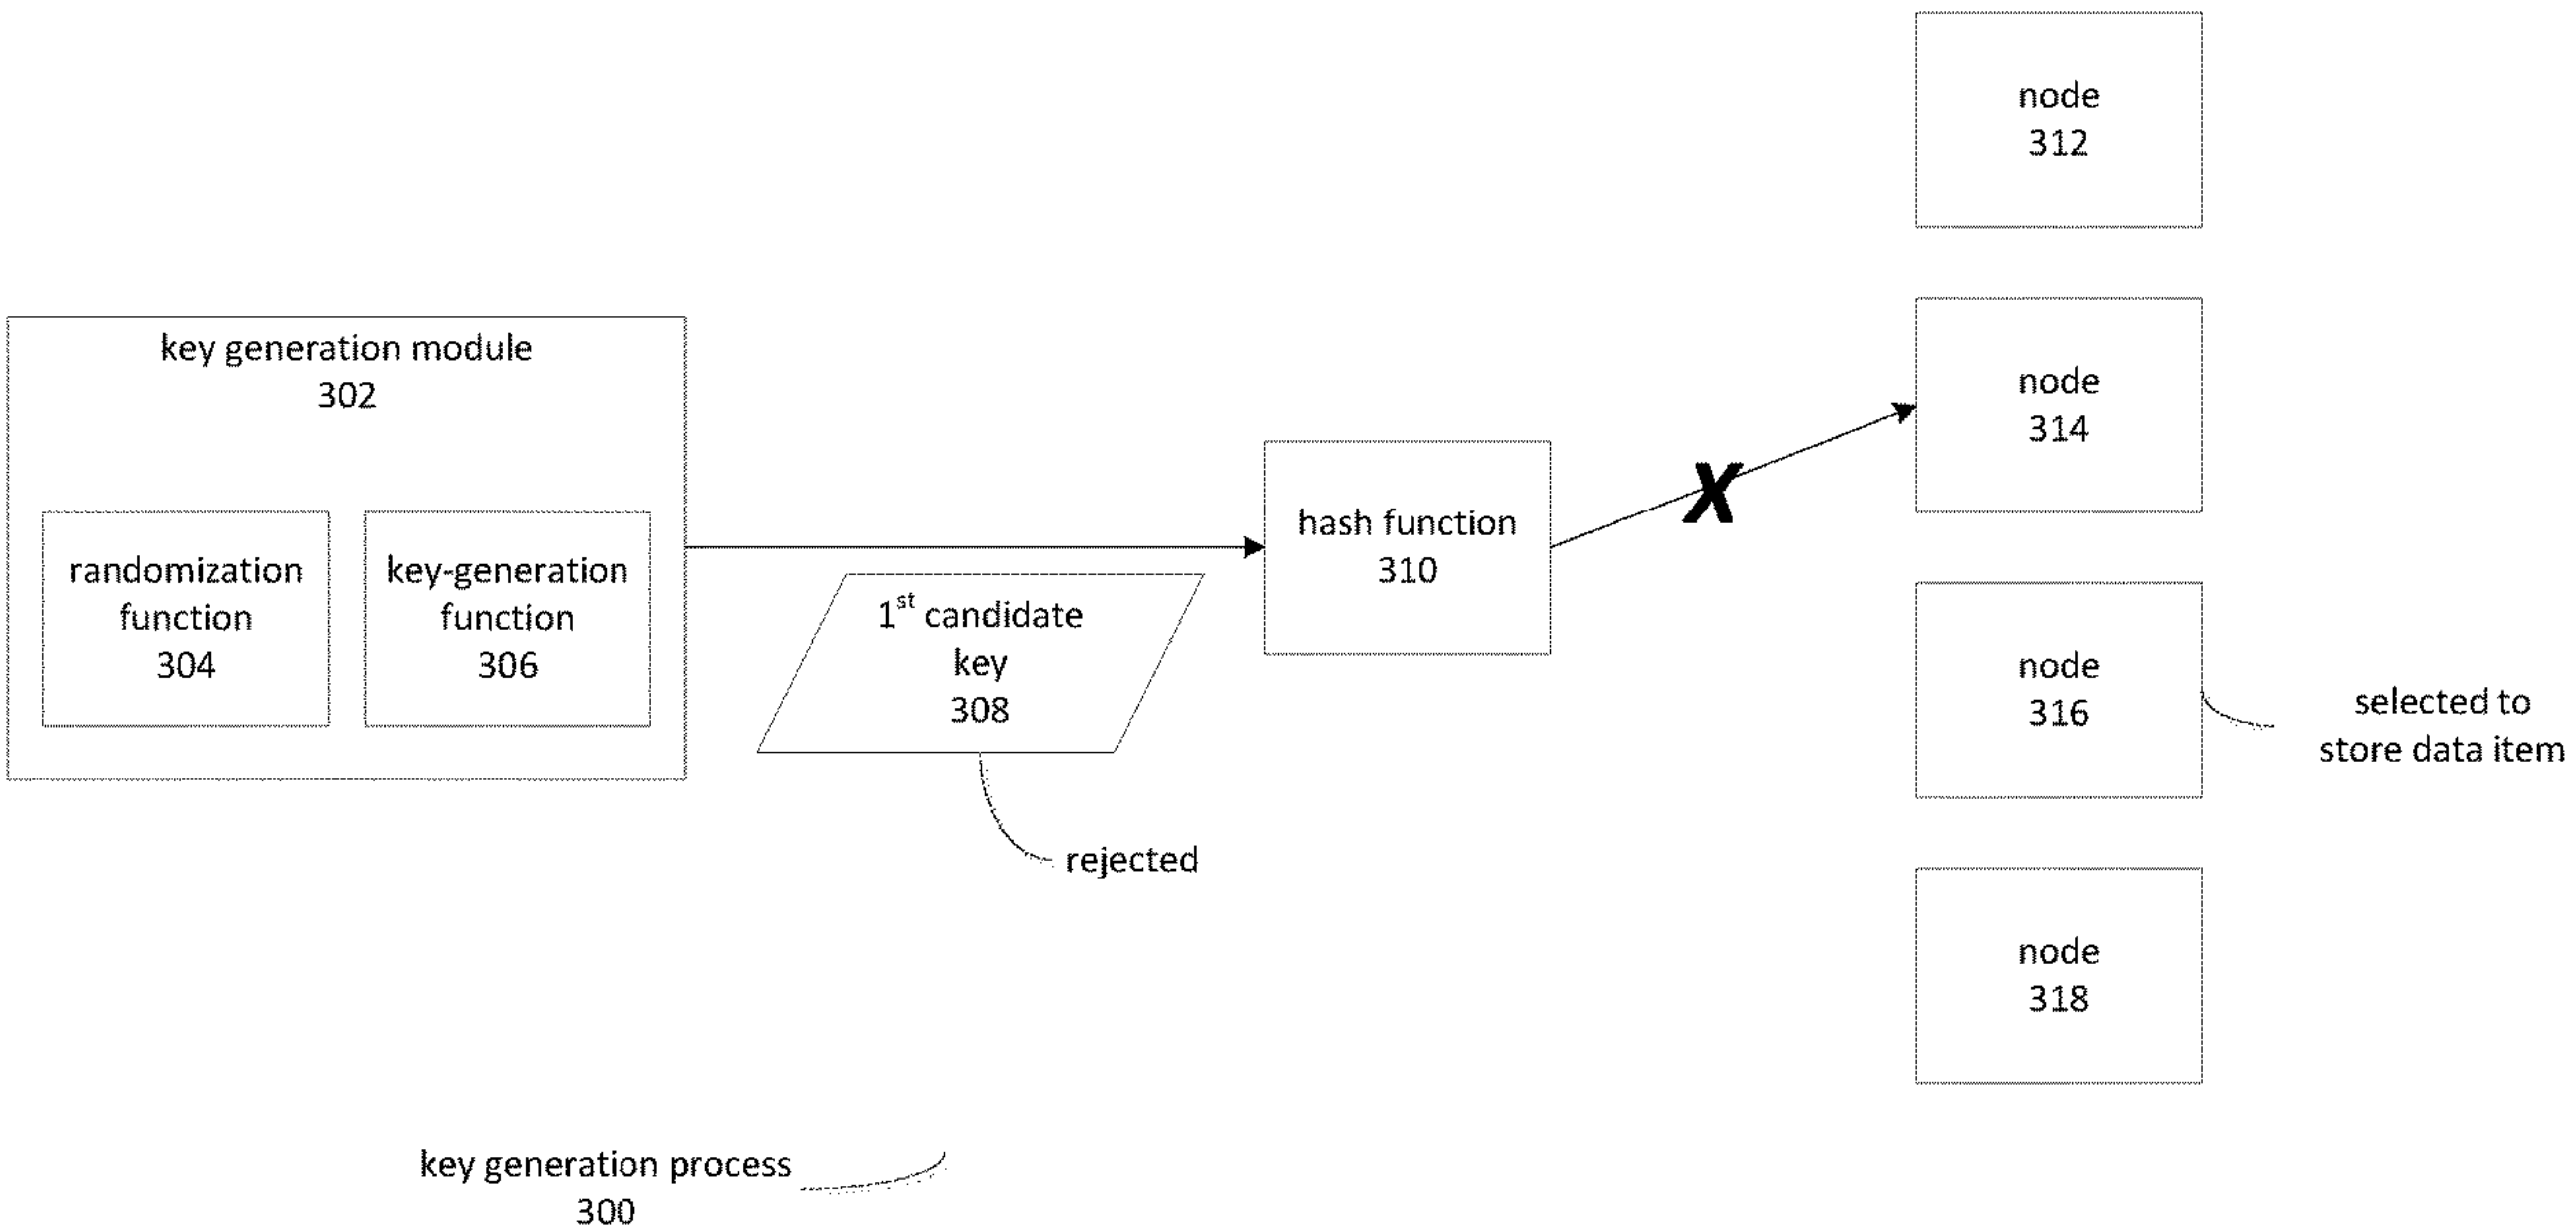 node
312
key generation module
302
randomization
function
304
key-generation
function
306
1st candidate
key
308
rejected
hash function
310
node
314
node
316
selected to
store data item
node
318
key generation process
300